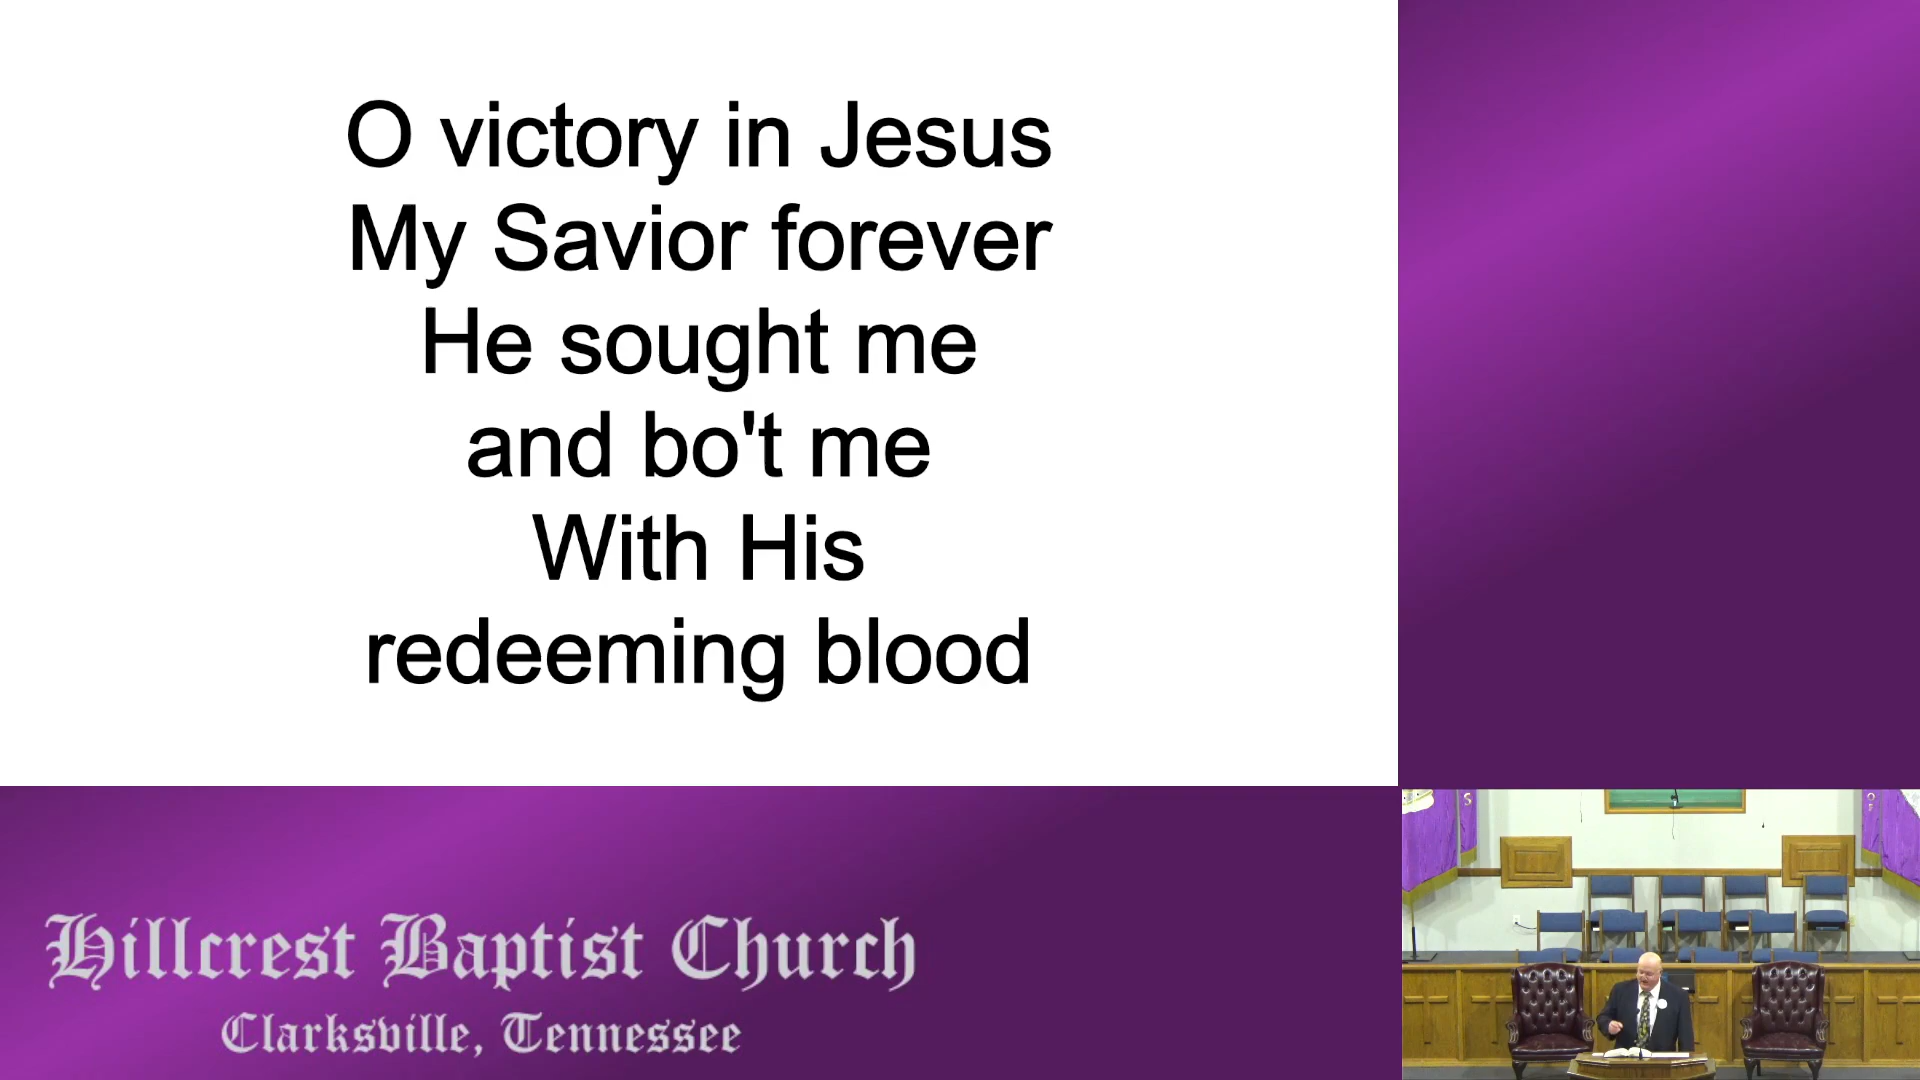 O victory in Jesus
My Savior forever
He sought me
and bo't me
With His
redeeming blood
Hillcrest Baptist Church
Clarksville, Tennessee
S
OF